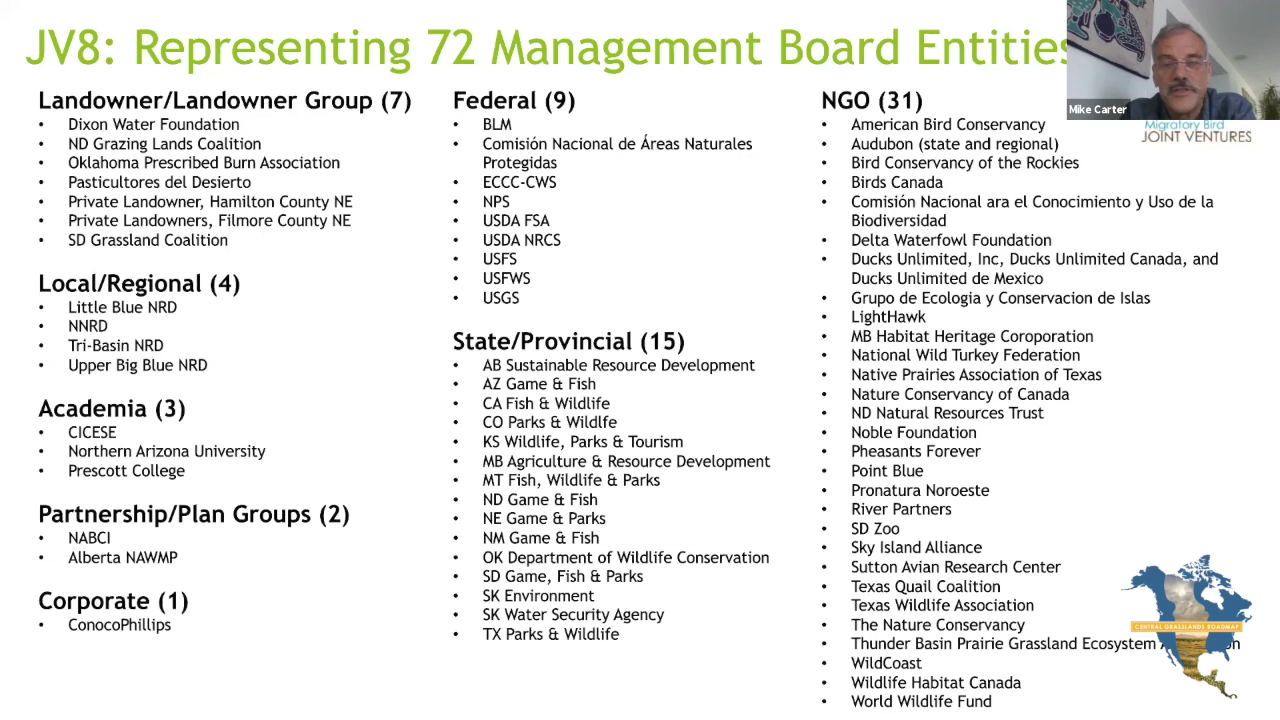 JV8: Representing 72 Management Board Entities
Mike Carter
Migratory Bird
JOINT VENTURES
Landowner/Landowner Group (7)
• Dixon Water Foundation
• ND Grazing Lands Coalition
• Oklahoma Prescribed Burn Association
• Pasticultores del Desierto
• Private Landowner, Hamilton County NE
• Private Landowners, Filmore County NE
• SD Grassland Coalition
Local/Regional (4)
• Little Blue NRD
• NNRD
• Tri-Basin NRD
• Upper Big Blue NRD
Academia (3)
• CICESE
• Northern Arizona University
• Prescott College
Partnership/Plan Groups (2)
• NABCI
• Alberta NAWMP
Corporate (1)
• ConocoPhillips
Federal (9)
• BLM
• Comisión Nacional de Áreas Naturales
Protegidas
• ECCC-CWS
• NPS
• USDA FSA
• USDA NRCS
• USFS
• USFWS
• USGS
State/Provincial (15)
• AB Sustainable Resource Development
• AZ Game & Fish
• CA Fish & Wildlife
• CO Parks & Wildlfe
• KS Wildlife, Parks & Tourism
• MB Agriculture & Resource Development
• MT Fish, Wildlife & Parks
• ND Game & Fish
• NE Game & Parks
• NM Game & Fish
• OK Department of Wildlife Conservation
• SD Game, Fish & Parks
• SK Environment
• SK Water Security Agency
• TX Parks & Wildlife
NGO (31)
• American Bird Conservancy
• Audubon (state and regional)
• Bird Conservancy of the Rockies
• Birds Canada
• Comisión Nacional ara el Conocimiento y Uso de la
Biodiversidad
• Delta Waterfowl Foundation
• Ducks Unlimited, Inc, Ducks Unlimited Canada, and
Ducks Unlimited de Mexico
• Grupo de Ecologia y Conservacion de Islas
• LightHawk
• MB Habitat Heritage Coroporation
• National Wild Turkey Federation
• Native Prairies Association of Texas
• Nature Conservancy of Canada
• ND Natural Resources Trust
• Noble Foundation
• Pheasants Forever
• Point Blue
• Pronatura Noroeste
• River Partners
• SD Zoo
• Sky Island Alliance
• Sutton Avian Research Center
• Texas Quail Coalition
• Texas Wildlife Association
• The Nature Conservancy
• Thunder Basin Prairie Grassland Ecosystem
• WildCoast
• Wildlife Habitat Canada
• World Wildlife Fund
CENTRAL GRASSLANDS ROADMAP